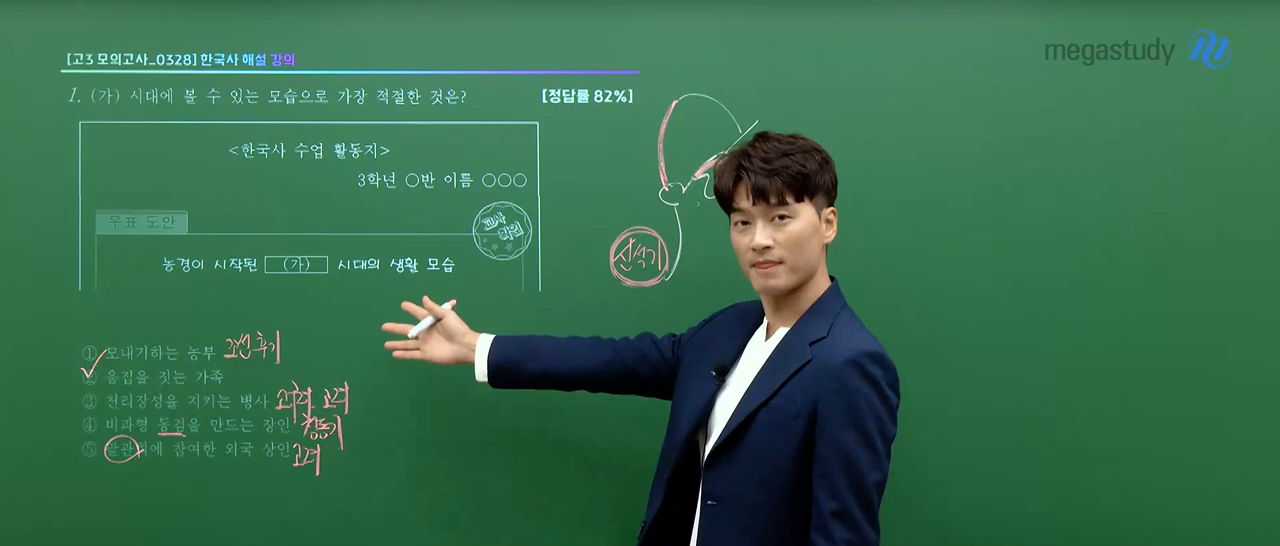 megastudy
[고3 모의고사_0328] 한국사 해설 강의
1. (가) 시대에 볼 수 있는 모습으로 가장 적절한 것은?
[정답률 82%]
<한국사 수업 활동지>
3학년 ○반 이름 ○○○
우표 도안
농경이 시작된 (가) 시대의 생활 모습
신석기
① 모내기하는 농부 조선 후기
② 움집을 짓는 가족
③ 천리장성을 지키는 병사 고구려, 고려
④ 비파형 동검을 만드는 장인 청동기
⑤ 팔관회에 참여한 외국 상인 고려